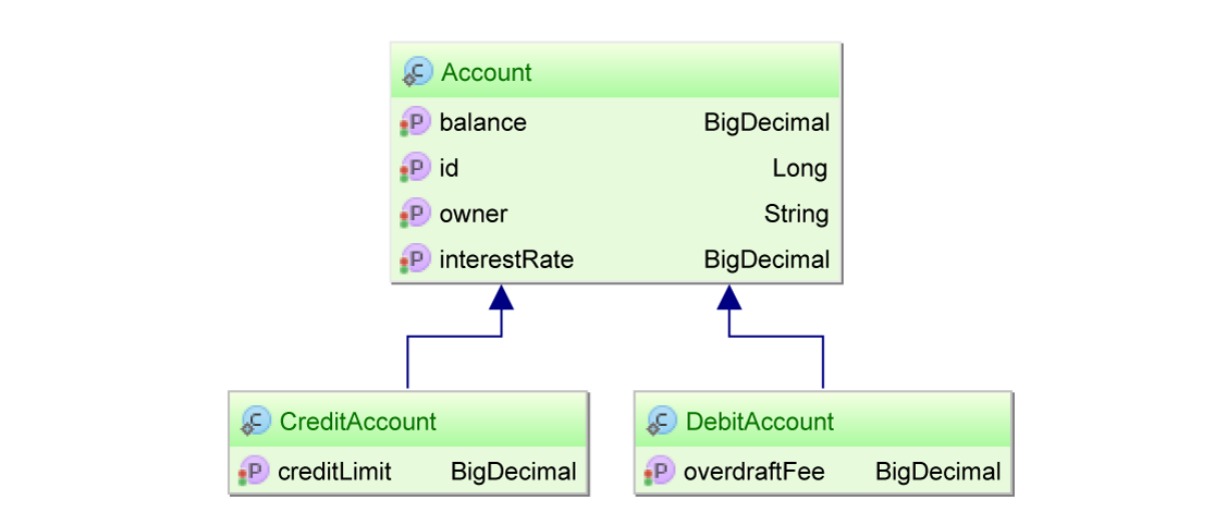 C Account
P balance BigDecimal
P id Long
P owner String
P interestRate BigDecimal
C CreditAccount
P creditLimit BigDecimal
C DebitAccount
P overdraftFee BigDecimal